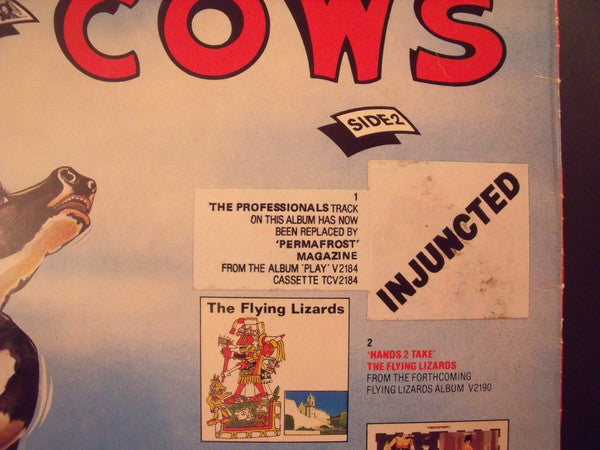 COWS
SIDE·2
1
THE PROFESSIONALS TRACK
ON THIS ALBUM HAS NOW
BEEN REPLACED BY
'PERMAFROST'
MAGAZINE
FROM THE ALBUM 'PLAY' V2184
CASSETTE TCV2184
INJUNCTED
The Flying Lizards
2
'HANDS 2 TAKE'
THE FLYING LIZARDS
FROM THE FORTHCOMING
FLYING LIZARDS ALBUM V2190